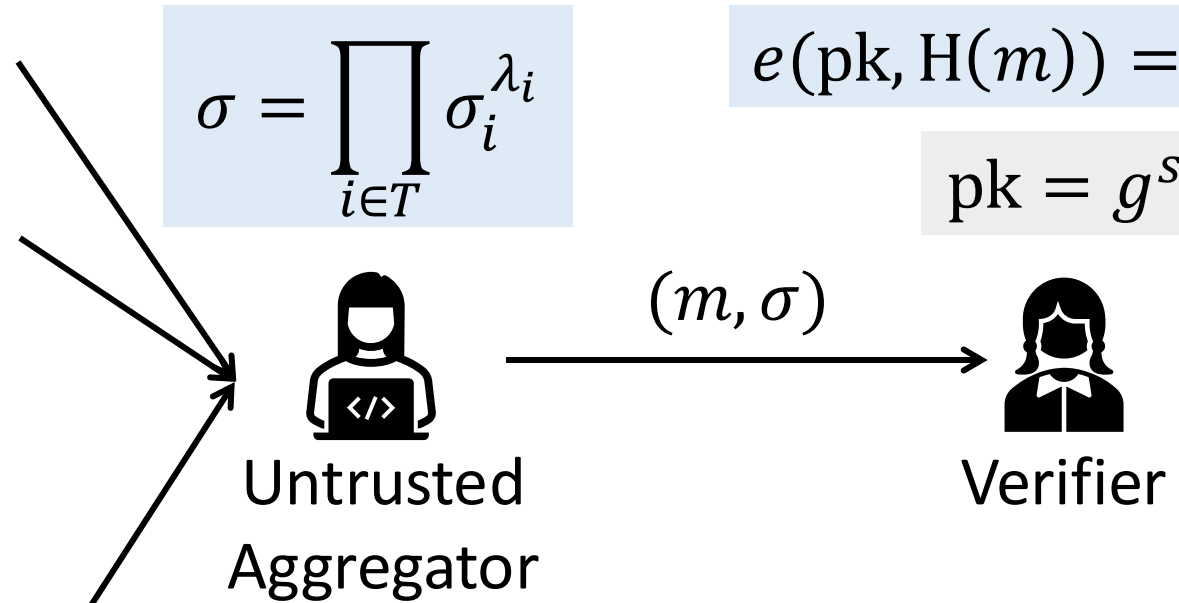 σ = ∏_{i∈T} σ_i^{λ_i}
e(pk, H(m)) =
pk = g^s
(m, σ)
</>
Untrusted
Aggregator
Verifier